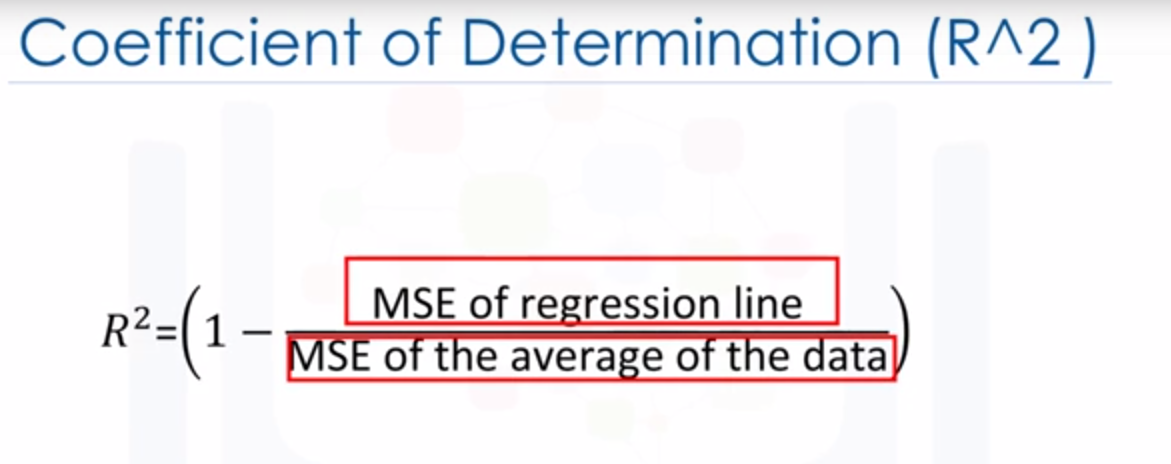 Coefficient of Determination (R^2 )
R²=(1 − MSE of regression line
MSE of the average of the data)